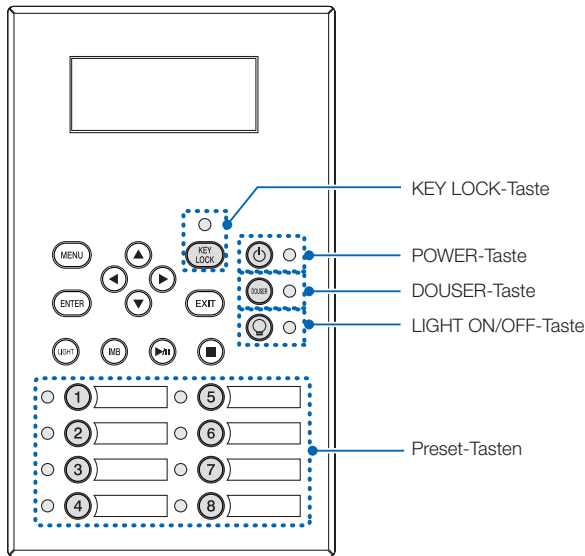 KEY LOCK-Taste
MENU
KEY
LOCK
POWER-Taste
DOUSER
DOUSER-Taste
ENTER
EXIT
LIGHT ON/OFF-Taste
LIGHT
IMB
1
5
2
6
Preset-Tasten
3
7
4
8